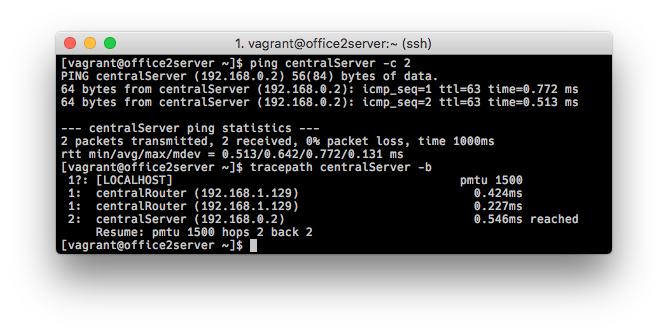 1. vagrant@office2server:~ (ssh)
[vagrant@office2server ~]$ ping centralServer -c 2
PING centralServer (192.168.0.2) 56(84) bytes of data.
64 bytes from centralServer (192.168.0.2): icmp_seq=1 ttl=63 time=0.772 ms
64 bytes from centralServer (192.168.0.2): icmp_seq=2 ttl=63 time=0.513 ms
--- centralServer ping statistics ---
2 packets transmitted, 2 received, 0% packet loss, time 1000ms
rtt min/avg/max/mdev = 0.513/0.642/0.772/0.131 ms
[vagrant@office2server ~]$ tracepath centralServer -b
1?: [LOCALHOST] pmtu 1500
1: centralRouter (192.168.1.129) 0.424ms
1: centralRouter (192.168.1.129) 0.227ms
2: centralServer (192.168.0.2) 0.546ms reached
Resume: pmtu 1500 hops 2 back 2
[vagrant@office2server ~]$